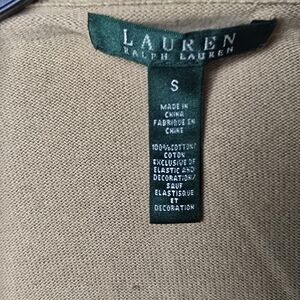 LAUREN
RALPH LAUREN
S
MADE IN
CHINA
FABRIQUE EN
CHINE
100%COTTON/
COTON
EXCLUSIVE OF
ELASTIC AND
DECORATION/
SAUF
ELASTIQUE
ET
DECORATION